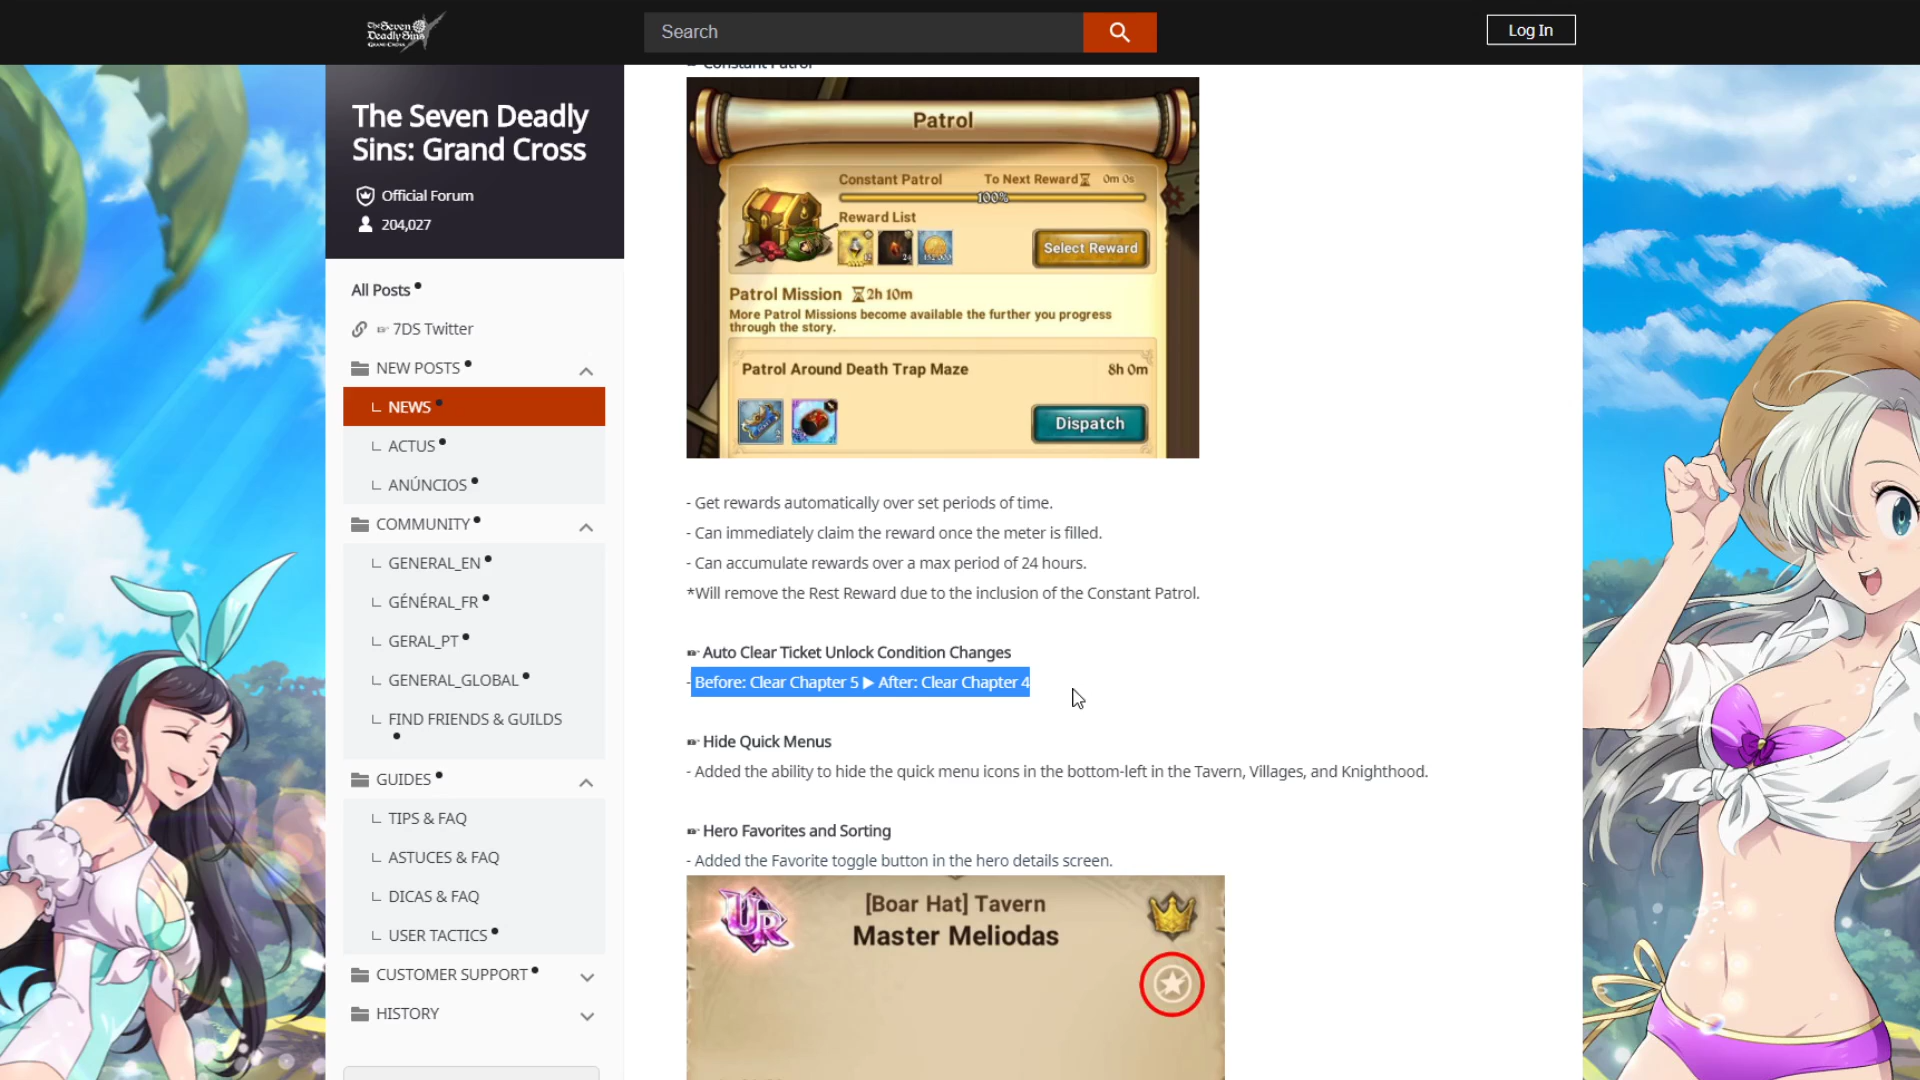 The Seven
Deadly Sins
GRAND CROSS
Search
Log In
The Seven Deadly
Sins: Grand Cross
Official Forum
204,027
All Posts
☞ 7DS Twitter
NEW POSTS
∟ NEWS
∟ ACTUS
∟ ANÚNCIOS
COMMUNITY
∟ GENERAL_EN
∟ GÉNÉRAL_FR
∟ GERAL_PT
∟ GENERAL_GLOBAL
∟ FIND FRIENDS & GUILDS
GUIDES
∟ TIPS & FAQ
∟ ASTUCES & FAQ
∟ DICAS & FAQ
∟ USER TACTICS
CUSTOMER SUPPORT
HISTORY
☞ Constant Patrol
Patrol
Constant Patrol To Next Reward 0m 0s
100%
Reward List
Select Reward
Patrol Mission 2h 10m
More Patrol Missions become available the further you progress
through the story.
Patrol Around Death Trap Maze 8h 0m
Dispatch
- Get rewards automatically over set periods of time.
- Can immediately claim the reward once the meter is filled.
- Can accumulate rewards over a max period of 24 hours.
*Will remove the Rest Reward due to the inclusion of the Constant Patrol.
☞ Auto Clear Ticket Unlock Condition Changes
- Before: Clear Chapter 5 ▶ After: Clear Chapter 4
☞ Hide Quick Menus
- Added the ability to hide the quick menu icons in the bottom-left in the Tavern, Villages, and Knighthood.
☞ Hero Favorites and Sorting
- Added the Favorite toggle button in the hero details screen.
UR
[Boar Hat] Tavern
Master Meliodas